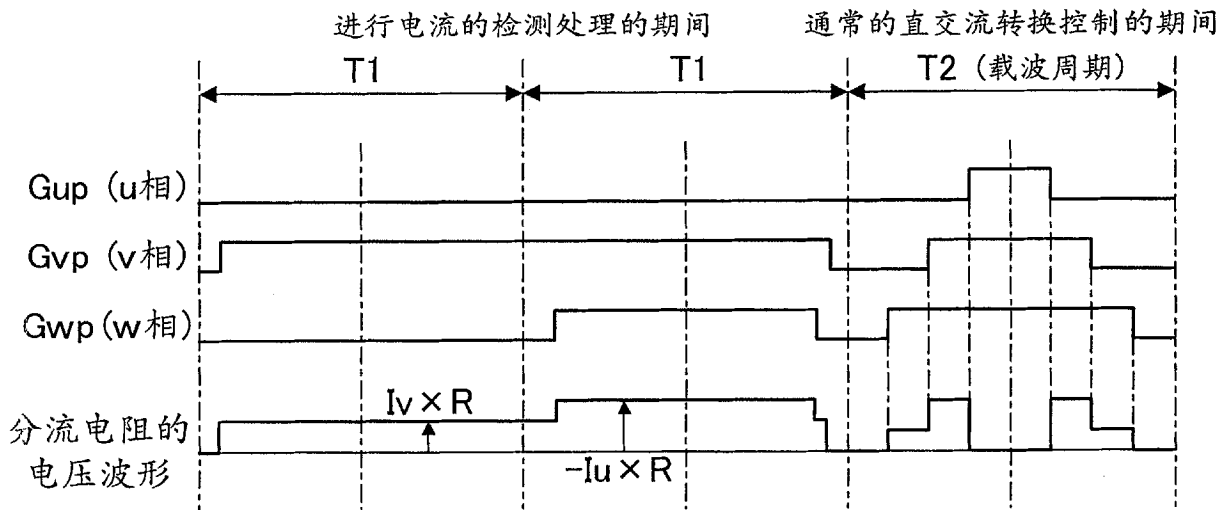 进行电流的检测处理的期间
通常的直交流转换控制的期间
T1
T1
T2 (载波周期)
Gup (u相)
Gvp (v相)
Gwp (w相)
Iv×R
分流电阻的
电压波形
-Iu×R